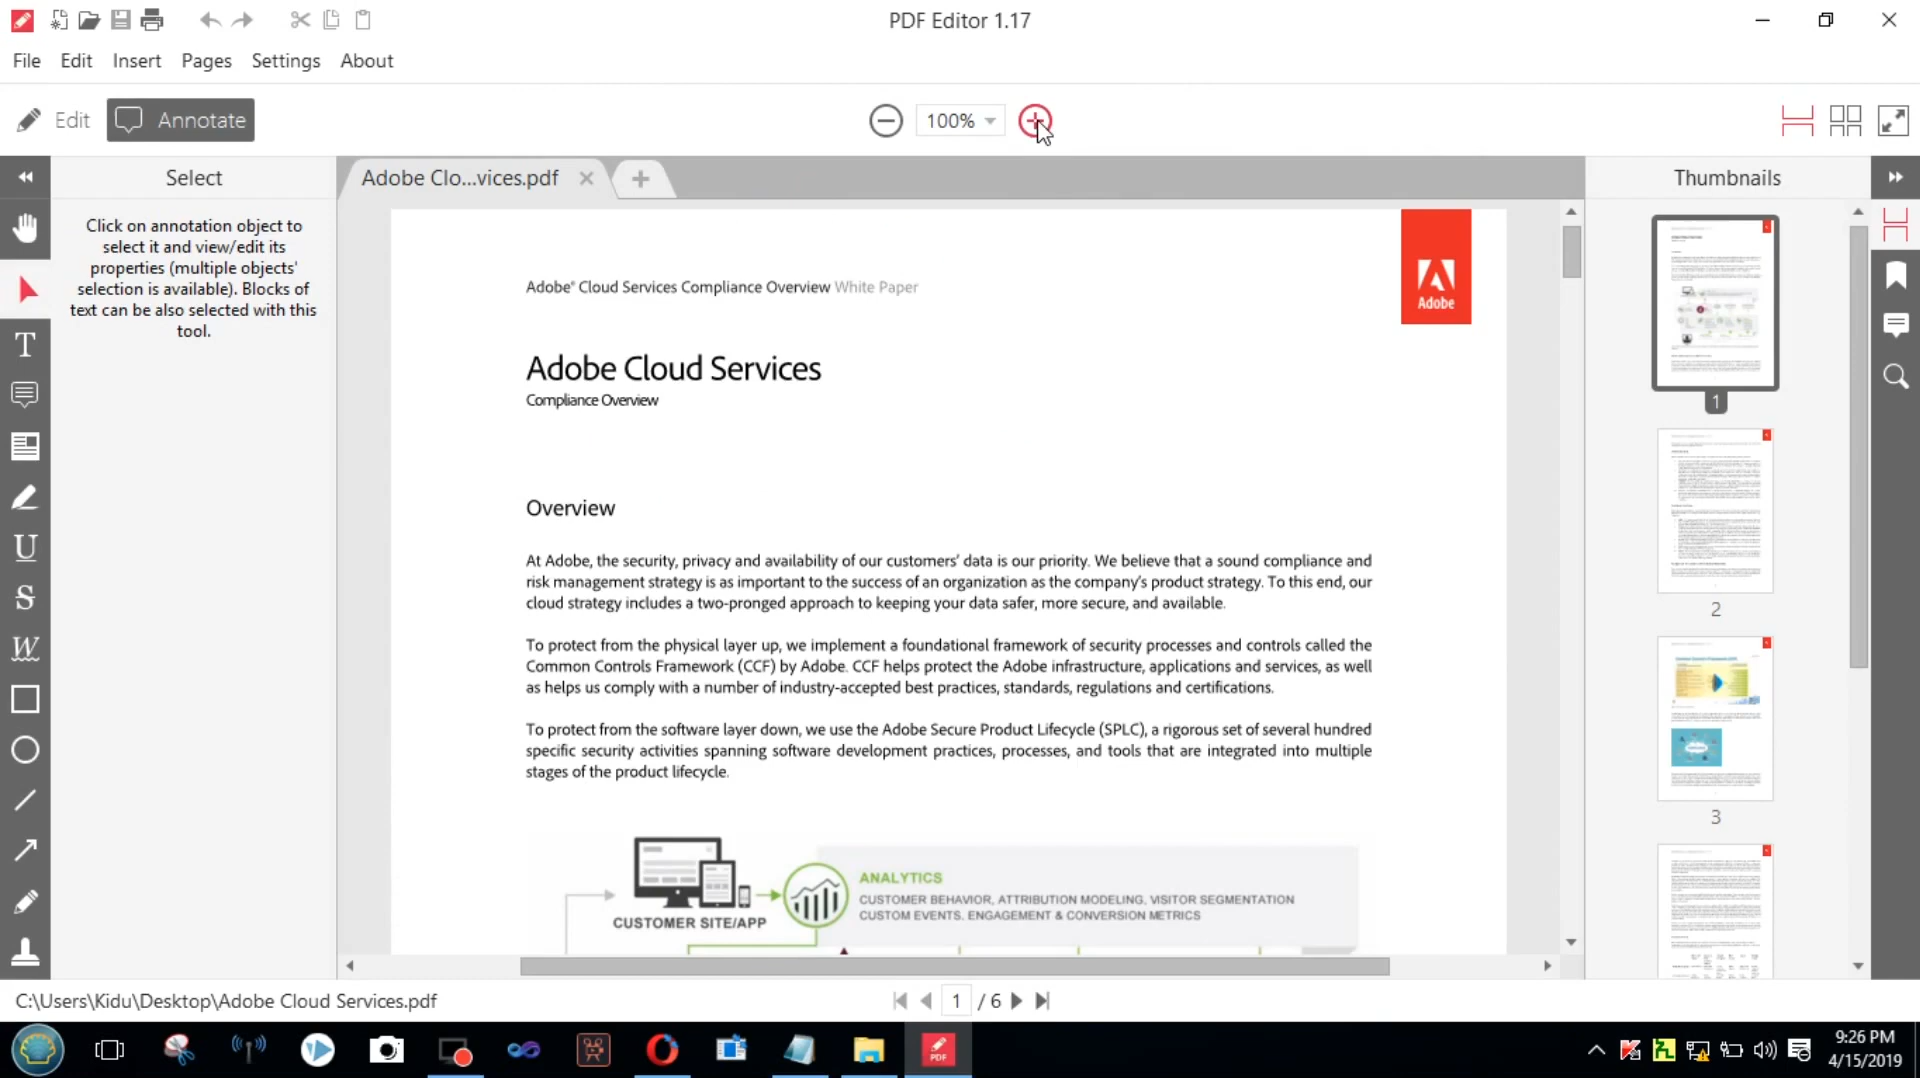 PDF Editor 1.17
File Edit Insert Pages Settings About
Edit Annotate 100%
Select
Adobe Clo...vices.pdf
Thumbnails
Click on annotation object to
select it and view/edit its
properties (multiple objects'
selection is available). Blocks of
text can be also selected with this
tool.
Adobe® Cloud Services Compliance Overview White Paper
Adobe
Adobe Cloud Services
Compliance Overview
Overview
At Adobe, the security, privacy and availability of our customers' data is our priority. We believe that a sound compliance and
risk management strategy is as important to the success of an organization as the company's product strategy. To this end, our
cloud strategy includes a two-pronged approach to keeping your data safer, more secure, and available.
To protect from the physical layer up, we implement a foundational framework of security processes and controls called the
Common Controls Framework (CCF) by Adobe. CCF helps protect the Adobe infrastructure, applications and services, as well
as helps us comply with a number of industry-accepted best practices, standards, regulations and certifications.
To protect from the software layer down, we use the Adobe Secure Product Lifecycle (SPLC), a rigorous set of several hundred
specific security activities spanning software development practices, processes, and tools that are integrated into multiple
stages of the product lifecycle.
CUSTOMER SITE/APP
ANALYTICS
CUSTOMER BEHAVIOR, ATTRIBUTION MODELING, VISITOR SEGMENTATION
CUSTOM EVENTS, ENGAGEMENT & CONVERSION METRICS
1
2
3
T
U
S
W
C:\Users\Kidu\Desktop\Adobe Cloud Services.pdf
1 / 6
PDF
9:26 PM
4/15/2019